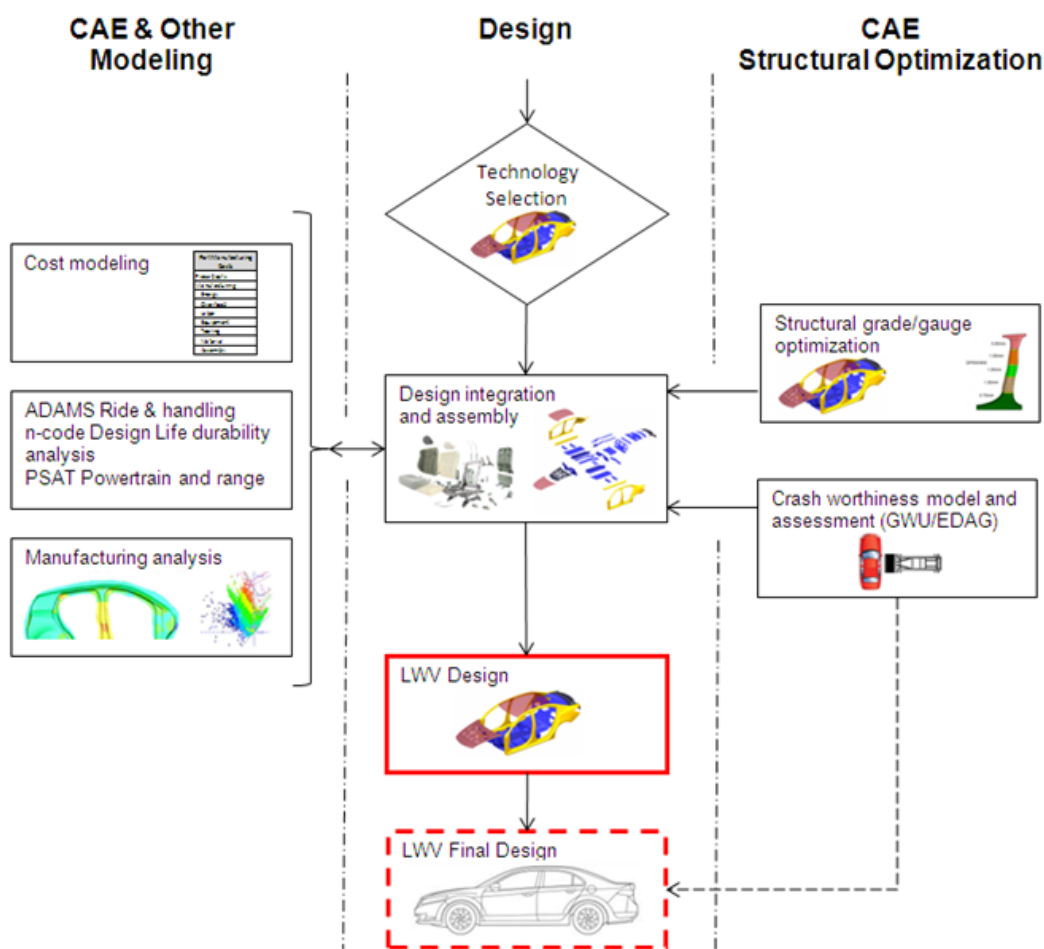 CAE & Other
Modeling
Design
CAE
Structural Optimization
Technology
Selection
Cost modeling
Structural grade/gauge
optimization
ADAMS Ride & handling
n-code Design Life durability
analysis
PSAT Powertrain and range
Design integration
and assembly
Crash worthiness model and
assessment (GWU/EDAG)
Manufacturing analysis
LWV Design
LWV Final Design